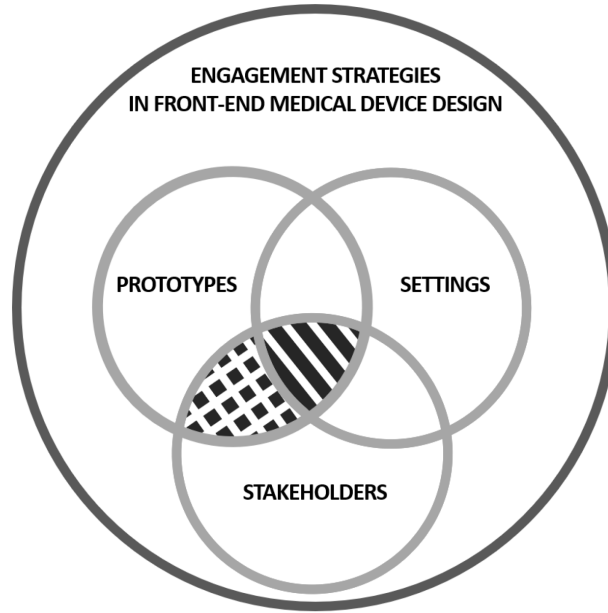 ENGAGEMENT STRATEGIES
IN FRONT-END MEDICAL DEVICE DESIGN
PROTOTYPES
SETTINGS
STAKEHOLDERS